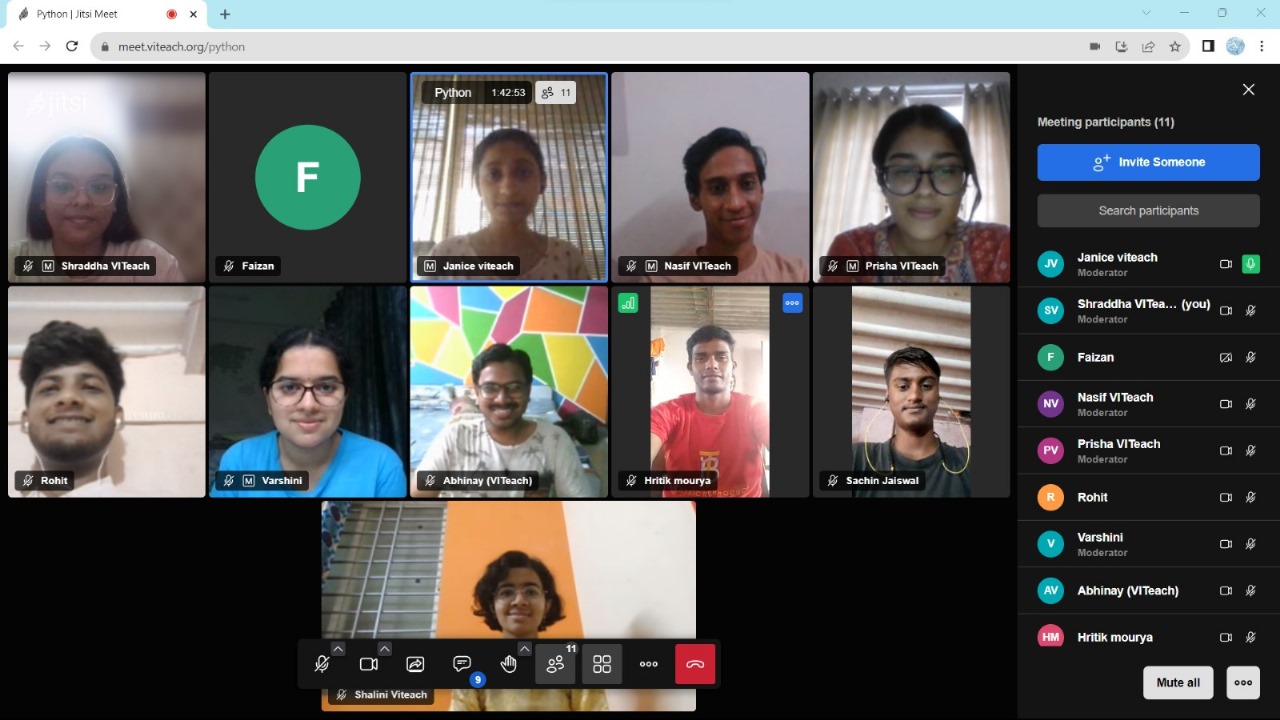 Python | Jitsi Meet
meet.viteach.org/python
jitsi
Shraddha VITeach
F
Faizan
Python 1:42:53 11
Janice viteach
Nasif VITeach
Prisha VITeach
Rohit
Varshini
Abhinay (VITeach)
Hritik mourya
Sachin Jaiswal
Shalini Viteach
11
9
Meeting participants (11)
Invite Someone
Search participants
JV Janice viteach
Moderator
SV Shraddha VITea... (you)
Moderator
F Faizan
NV Nasif VITeach
Moderator
PV Prisha VITeach
Moderator
R Rohit
V Varshini
Moderator
AV Abhinay (VITeach)
HM Hritik mourya
Mute all